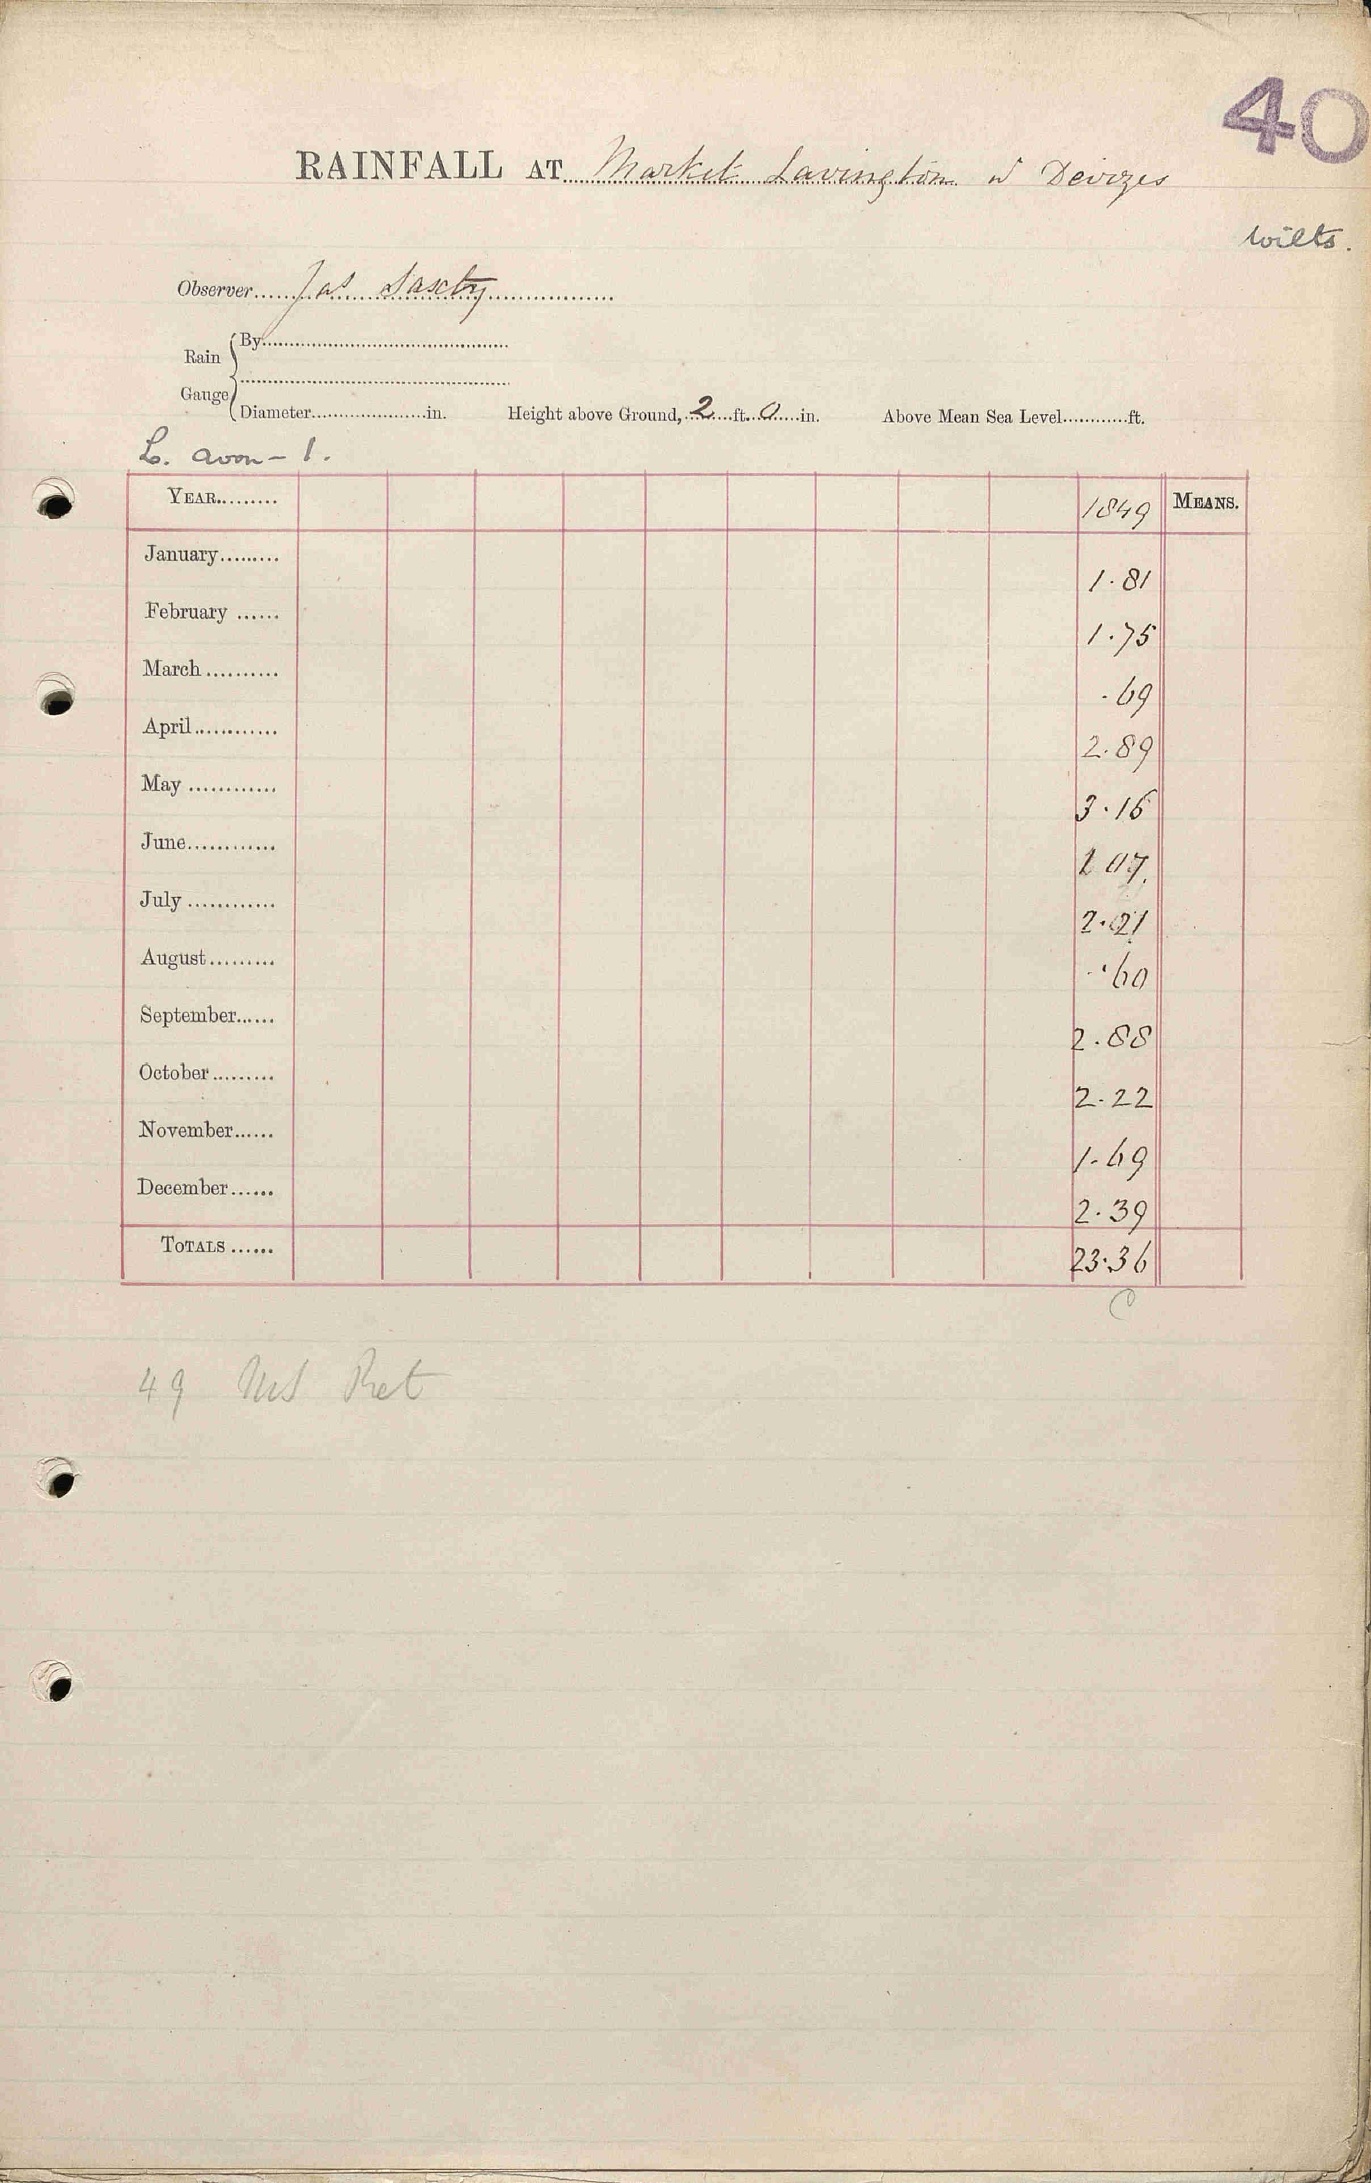 40
RAINFALL AT Market Lavington Devizes
Wilts.
Observer Jas Saxby
Rain Gauge
By
Diameter in. Height above Ground, 2 ft. 0 in. Above Mean Sea Level ft.
L. Avon - 1.
YEAR 1849 MEANS.
January 1.81
February 1.75
March .69
April 2.89
May 3.16
June 1 07
July 2.21
August .60
September 2.88
October 2.22
November 1.69
December 2.39
TOTALS 23.36
C
49 MS Ret